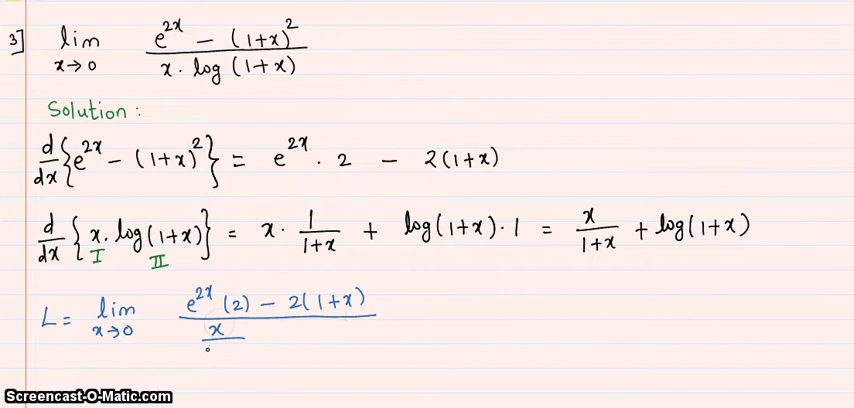 3] lim x→0 (e^{2x} − (1+x)^2) / (x · log(1+x))
Solution :
d/dx {e^{2x} − (1+x)^2} = e^{2x} · 2 − 2(1+x)
d/dx {x · log(1+x)} = x · 1/(1+x) + log(1+x) · 1 = x/(1+x) + log(1+x)
I II
L = lim x→0 (e^{2x} (2) − 2(1+x)) / (x/
Screencast-O-Matic.com